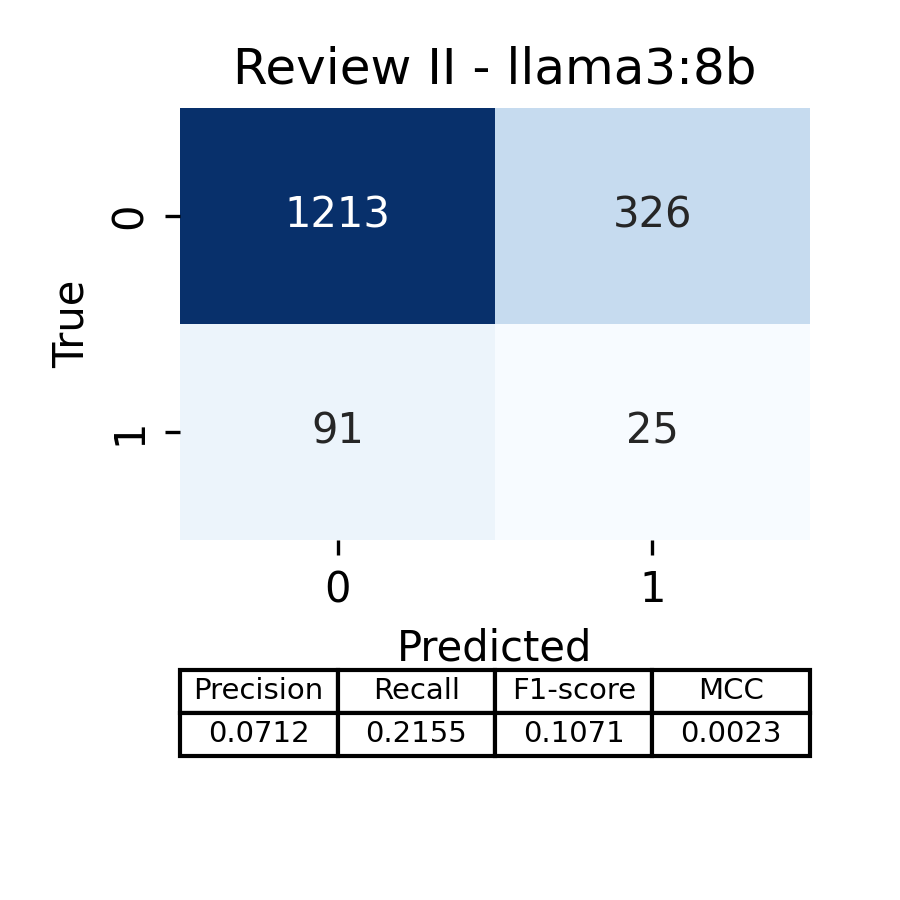 Review II - llama3:8b
0 1213 326
True
1 91 25
0 1
Predicted
Precision Recall F1-score MCC
0.0712 0.2155 0.1071 0.0023